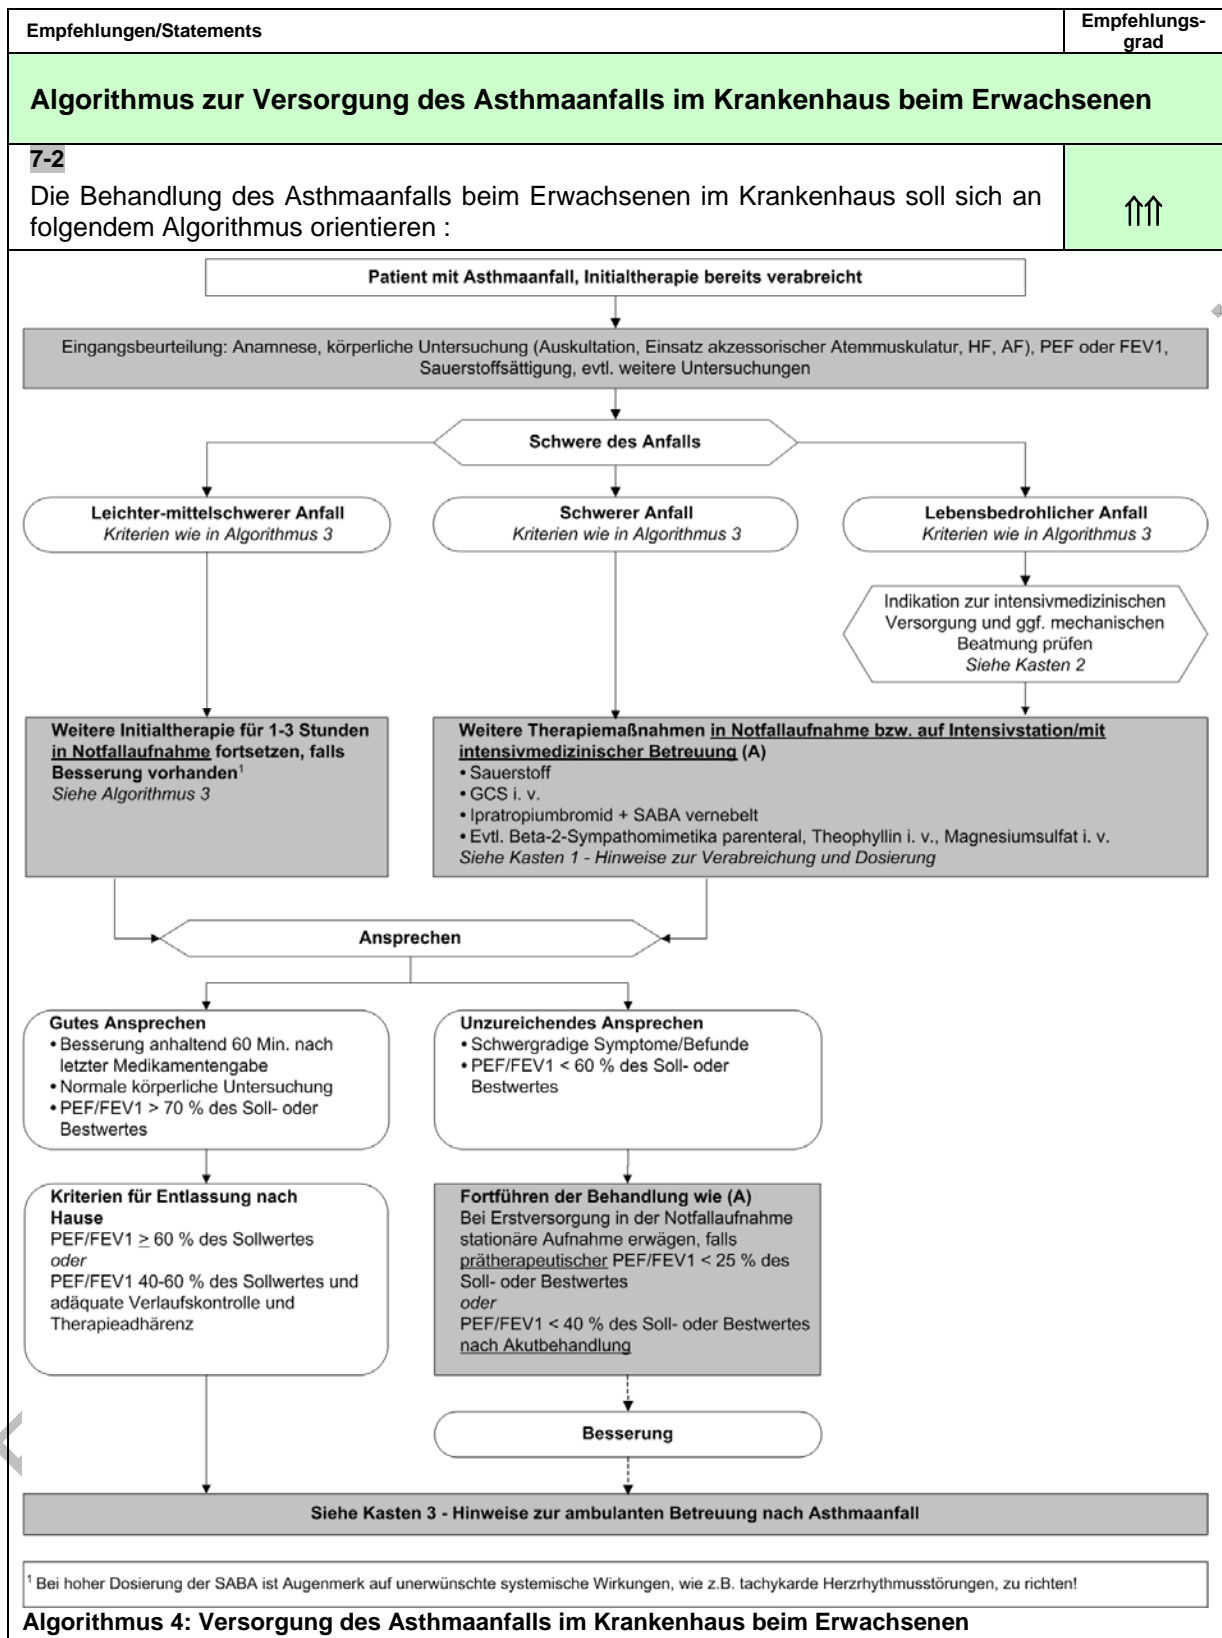 Empfehlungen/Statements
Empfehlungs-
grad
Algorithmus zur Versorgung des Asthmaanfalls im Krankenhaus beim Erwachsenen
7-2
Die Behandlung des Asthmaanfalls beim Erwachsenen im Krankenhaus soll sich an
folgendem Algorithmus orientieren :
⇑⇑
Patient mit Asthmaanfall, Initialtherapie bereits verabreicht
Eingangsbeurteilung: Anamnese, körperliche Untersuchung (Auskultation, Einsatz akzessorischer Atemmuskulatur, HF, AF), PEF oder FEV1,
Sauerstoffsättigung, evtl. weitere Untersuchungen
Schwere des Anfalls
Leichter-mittelschwerer Anfall
Kriterien wie in Algorithmus 3
Schwerer Anfall
Kriterien wie in Algorithmus 3
Lebensbedrohlicher Anfall
Kriterien wie in Algorithmus 3
Indikation zur intensivmedizinischen
Versorgung und ggf. mechanischen
Beatmung prüfen
Siehe Kasten 2
Weitere Initialtherapie für 1-3 Stunden
in Notfallaufnahme fortsetzen, falls
Besserung vorhanden¹
Siehe Algorithmus 3
Weitere Therapiemaßnahmen in Notfallaufnahme bzw. auf Intensivstation/mit
intensivmedizinischer Betreuung (A)
• Sauerstoff
• GCS i. v.
• Ipratropiumbromid + SABA vernebelt
• Evtl. Beta-2-Sympathomimetika parenteral, Theophyllin i. v., Magnesiumsulfat i. v.
Siehe Kasten 1 - Hinweise zur Verabreichung und Dosierung
Ansprechen
Gutes Ansprechen
• Besserung anhaltend 60 Min. nach
letzter Medikamentengabe
• Normale körperliche Untersuchung
• PEF/FEV1 > 70 % des Soll- oder
Bestwertes
Unzureichendes Ansprechen
• Schwergradige Symptome/Befunde
• PEF/FEV1 < 60 % des Soll- oder
Bestwertes
Kriterien für Entlassung nach
Hause
PEF/FEV1 ≥ 60 % des Sollwertes
oder
PEF/FEV1 40-60 % des Sollwertes und
adäquate Verlaufskontrolle und
Therapieadhärenz
Fortführen der Behandlung wie (A)
Bei Erstversorgung in der Notfallaufnahme
stationäre Aufnahme erwägen, falls
prätherapeutischer PEF/FEV1 < 25 % des
Soll- oder Bestwertes
oder
PEF/FEV1 < 40 % des Soll- oder Bestwertes
nach Akutbehandlung
Besserung
Siehe Kasten 3 - Hinweise zur ambulanten Betreuung nach Asthmaanfall
¹ Bei hoher Dosierung der SABA ist Augenmerk auf unerwünschte systemische Wirkungen, wie z.B. tachykarde Herzrhythmusstörungen, zu richten!
Algorithmus 4: Versorgung des Asthmaanfalls im Krankenhaus beim Erwachsenen